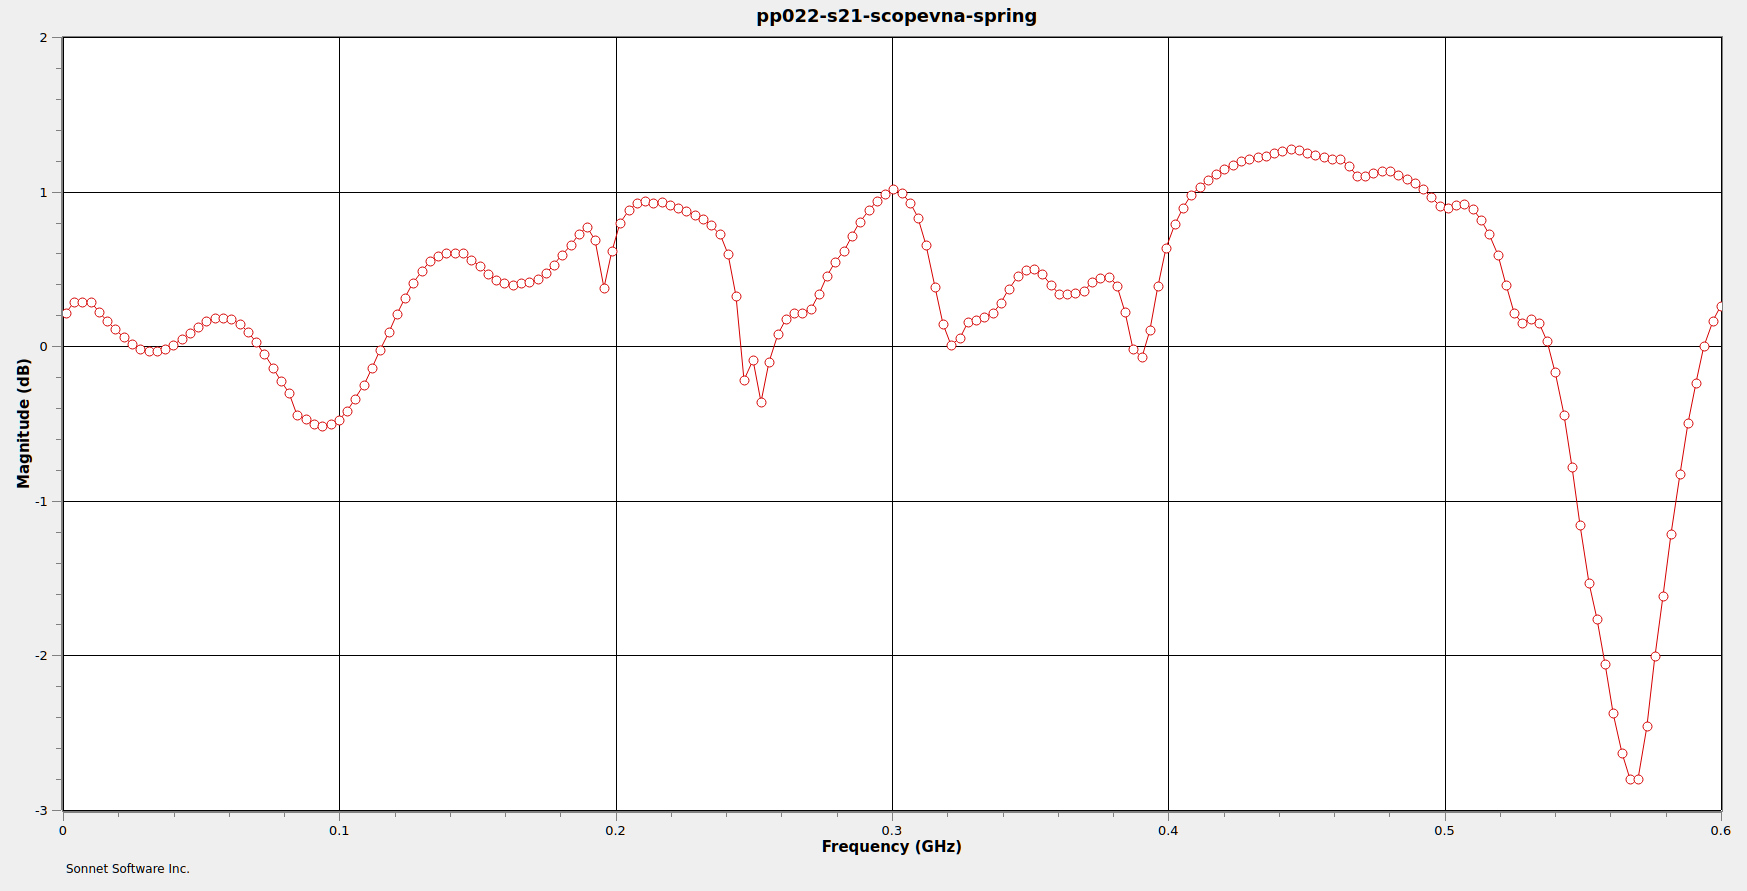 pp022-s21-scopevna-spring
2
1
0
-1
-2
-3
Magnitude (dB)
0 0.1 0.2 0.3 0.4 0.5 0.6
Frequency (GHz)
Sonnet Software Inc.